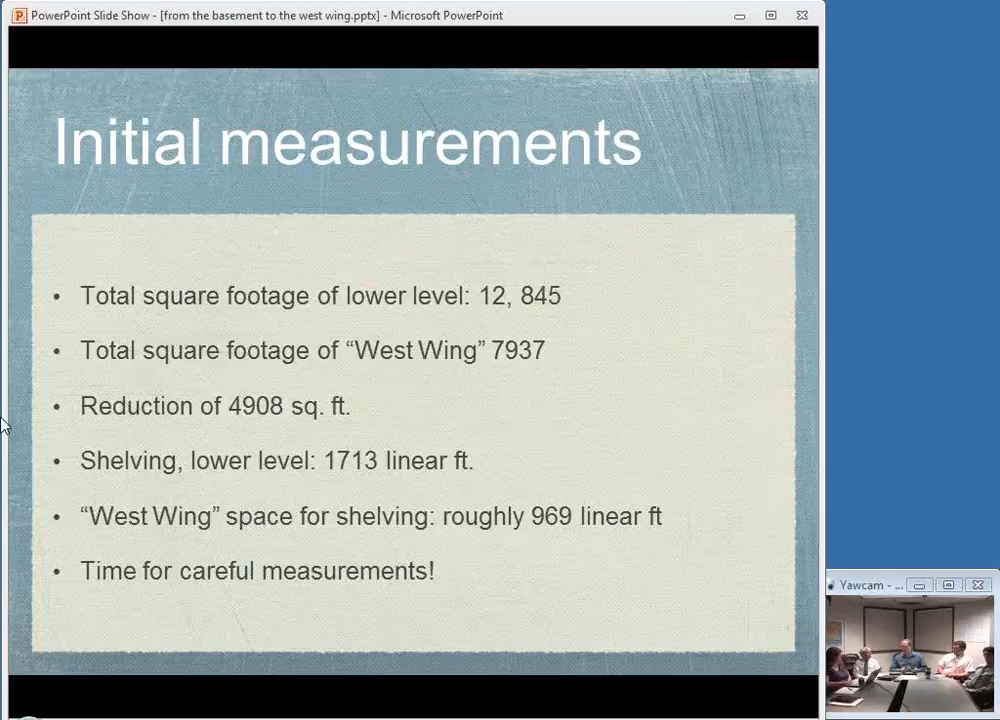 PowerPoint Slide Show - [from the basement to the west wing.pptx] - Microsoft PowerPoint
Initial measurements
• Total square footage of lower level: 12, 845
• Total square footage of “West Wing” 7937
• Reduction of 4908 sq. ft.
• Shelving, lower level: 1713 linear ft.
• “West Wing” space for shelving: roughly 969 linear ft
• Time for careful measurements!
Yawcam - ...